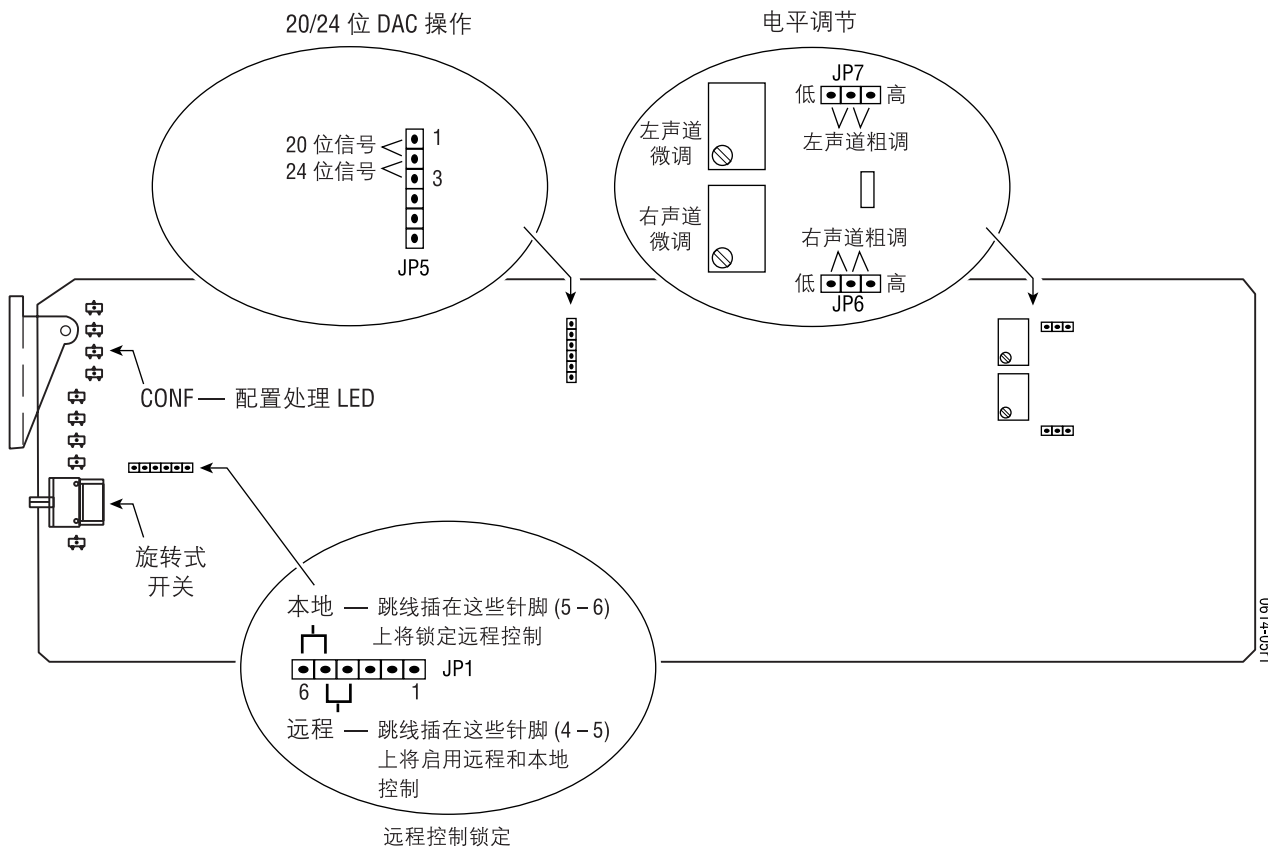 20/24 位 DAC 操作
20 位信号
24 位信号
1
3
JP5
电平调节
JP7
低
高
左声道
微调
左声道粗调
右声道
微调
右声道粗调
低
高
JP6
CONF — 配置处理 LED
旋转式
开关
本地 — 跳线插在这些针脚 (5 – 6)
上将锁定远程控制
JP1
6
1
远程 — 跳线插在这些针脚 (4 – 5)
上将启用远程和本地
控制
远程控制锁定